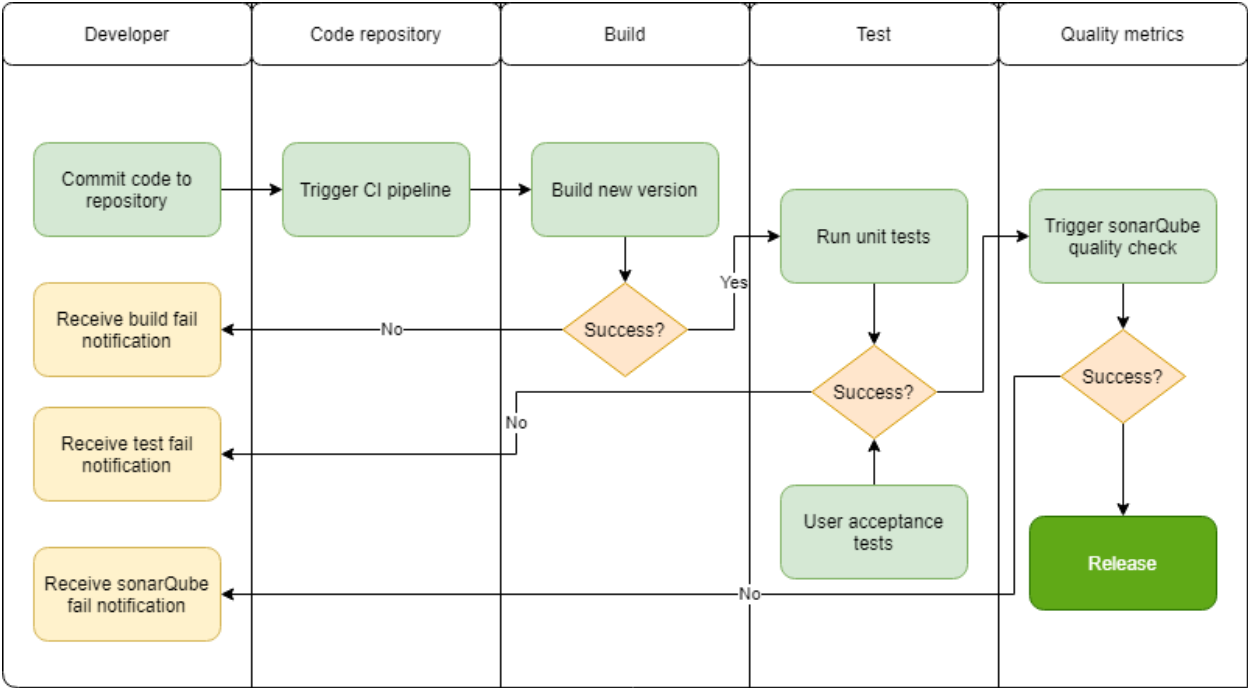 Developer
Code repository
Build
Test
Quality metrics
Commit code to
repository
Trigger CI pipeline
Build new version
Run unit tests
Trigger sonarQube
quality check
Yes
Receive build fail
notification
No
Success?
Success?
Success?
No
Receive test fail
notification
User acceptance
tests
Release
Receive sonarQube
fail notification
No